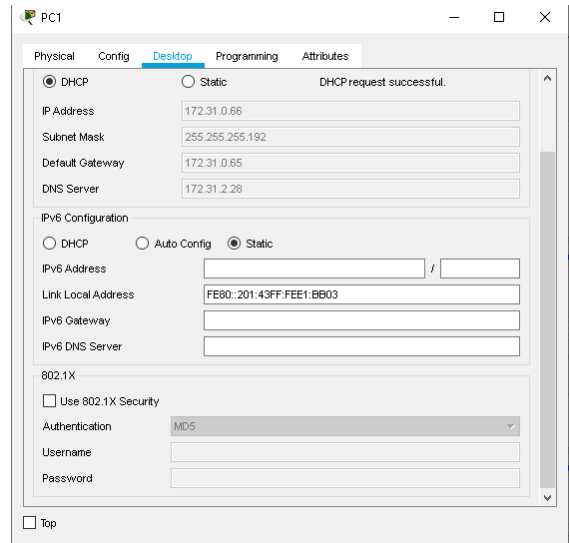 PC1
Physical Config Desktop Programming Attributes
DHCP Static DHCP request successful.
IP Address 172.31.0.66
Subnet Mask 255.255.255.192
Default Gateway 172.31.0.65
DNS Server 172.31.2.28
IPv6 Configuration
DHCP Auto Config Static
IPv6 Address /
Link Local Address FE80::201:43FF:FEE1:BB03
IPv6 Gateway
IPv6 DNS Server
802.1X
Use 802.1X Security
Authentication MD5
Username
Password
Top